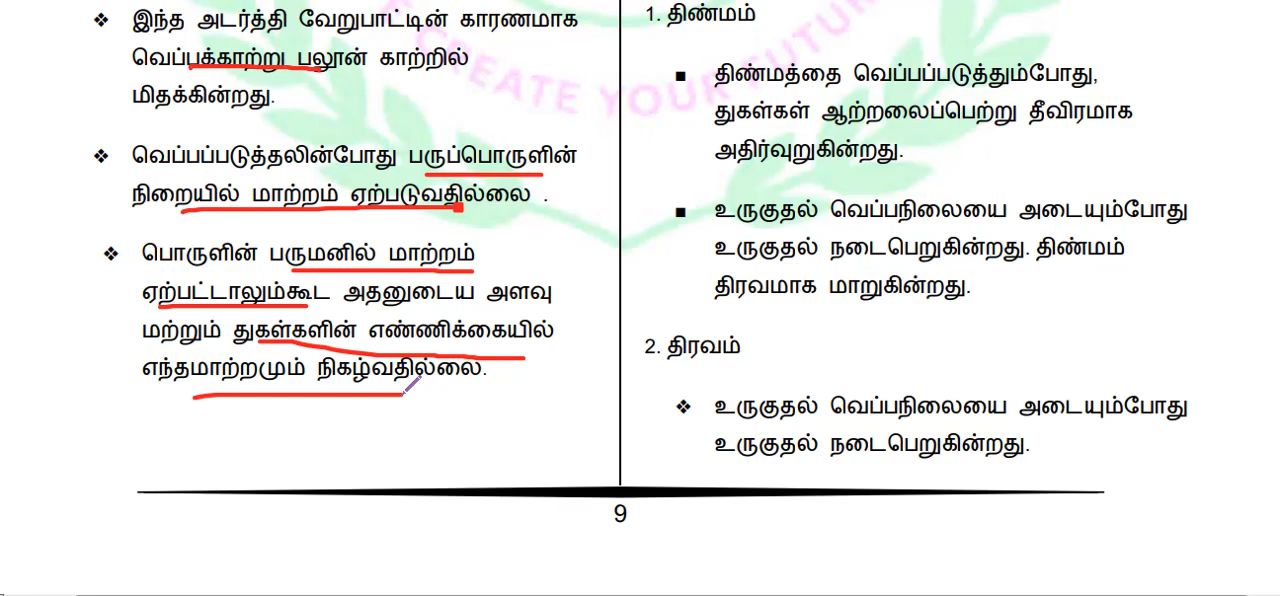 ❖ இந்த அடர்த்தி வேறுபாட்டின் காரணமாக
வெப்பக்காற்று பலூன் காற்றில்
மிதக்கின்றது.
❖ வெப்பப்படுத்தலின்போது பருப்பொருளின்
நிறையில் மாற்றம் ஏற்படுவதில்லை .
❖ பொருளின் பருமனில் மாற்றம்
ஏற்பட்டாலும்கூட அதனுடைய அளவு
மற்றும் துகள்களின் எண்ணிக்கையில்
எந்தமாற்றமும் நிகழ்வதில்லை.
1. திண்மம்
▪ திண்மத்தை வெப்பப்படுத்தும்போது,
துகள்கள் ஆற்றலைப்பெற்று தீவிரமாக
அதிர்வுறுகின்றது.
▪ உருகுதல் வெப்பநிலையை அடையும்போது
உருகுதல் நடைபெறுகின்றது. திண்மம்
திரவமாக மாறுகின்றது.
2. திரவம்
❖ உருகுதல் வெப்பநிலையை அடையும்போது
உருகுதல் நடைபெறுகின்றது.
CREATE YOUR
9